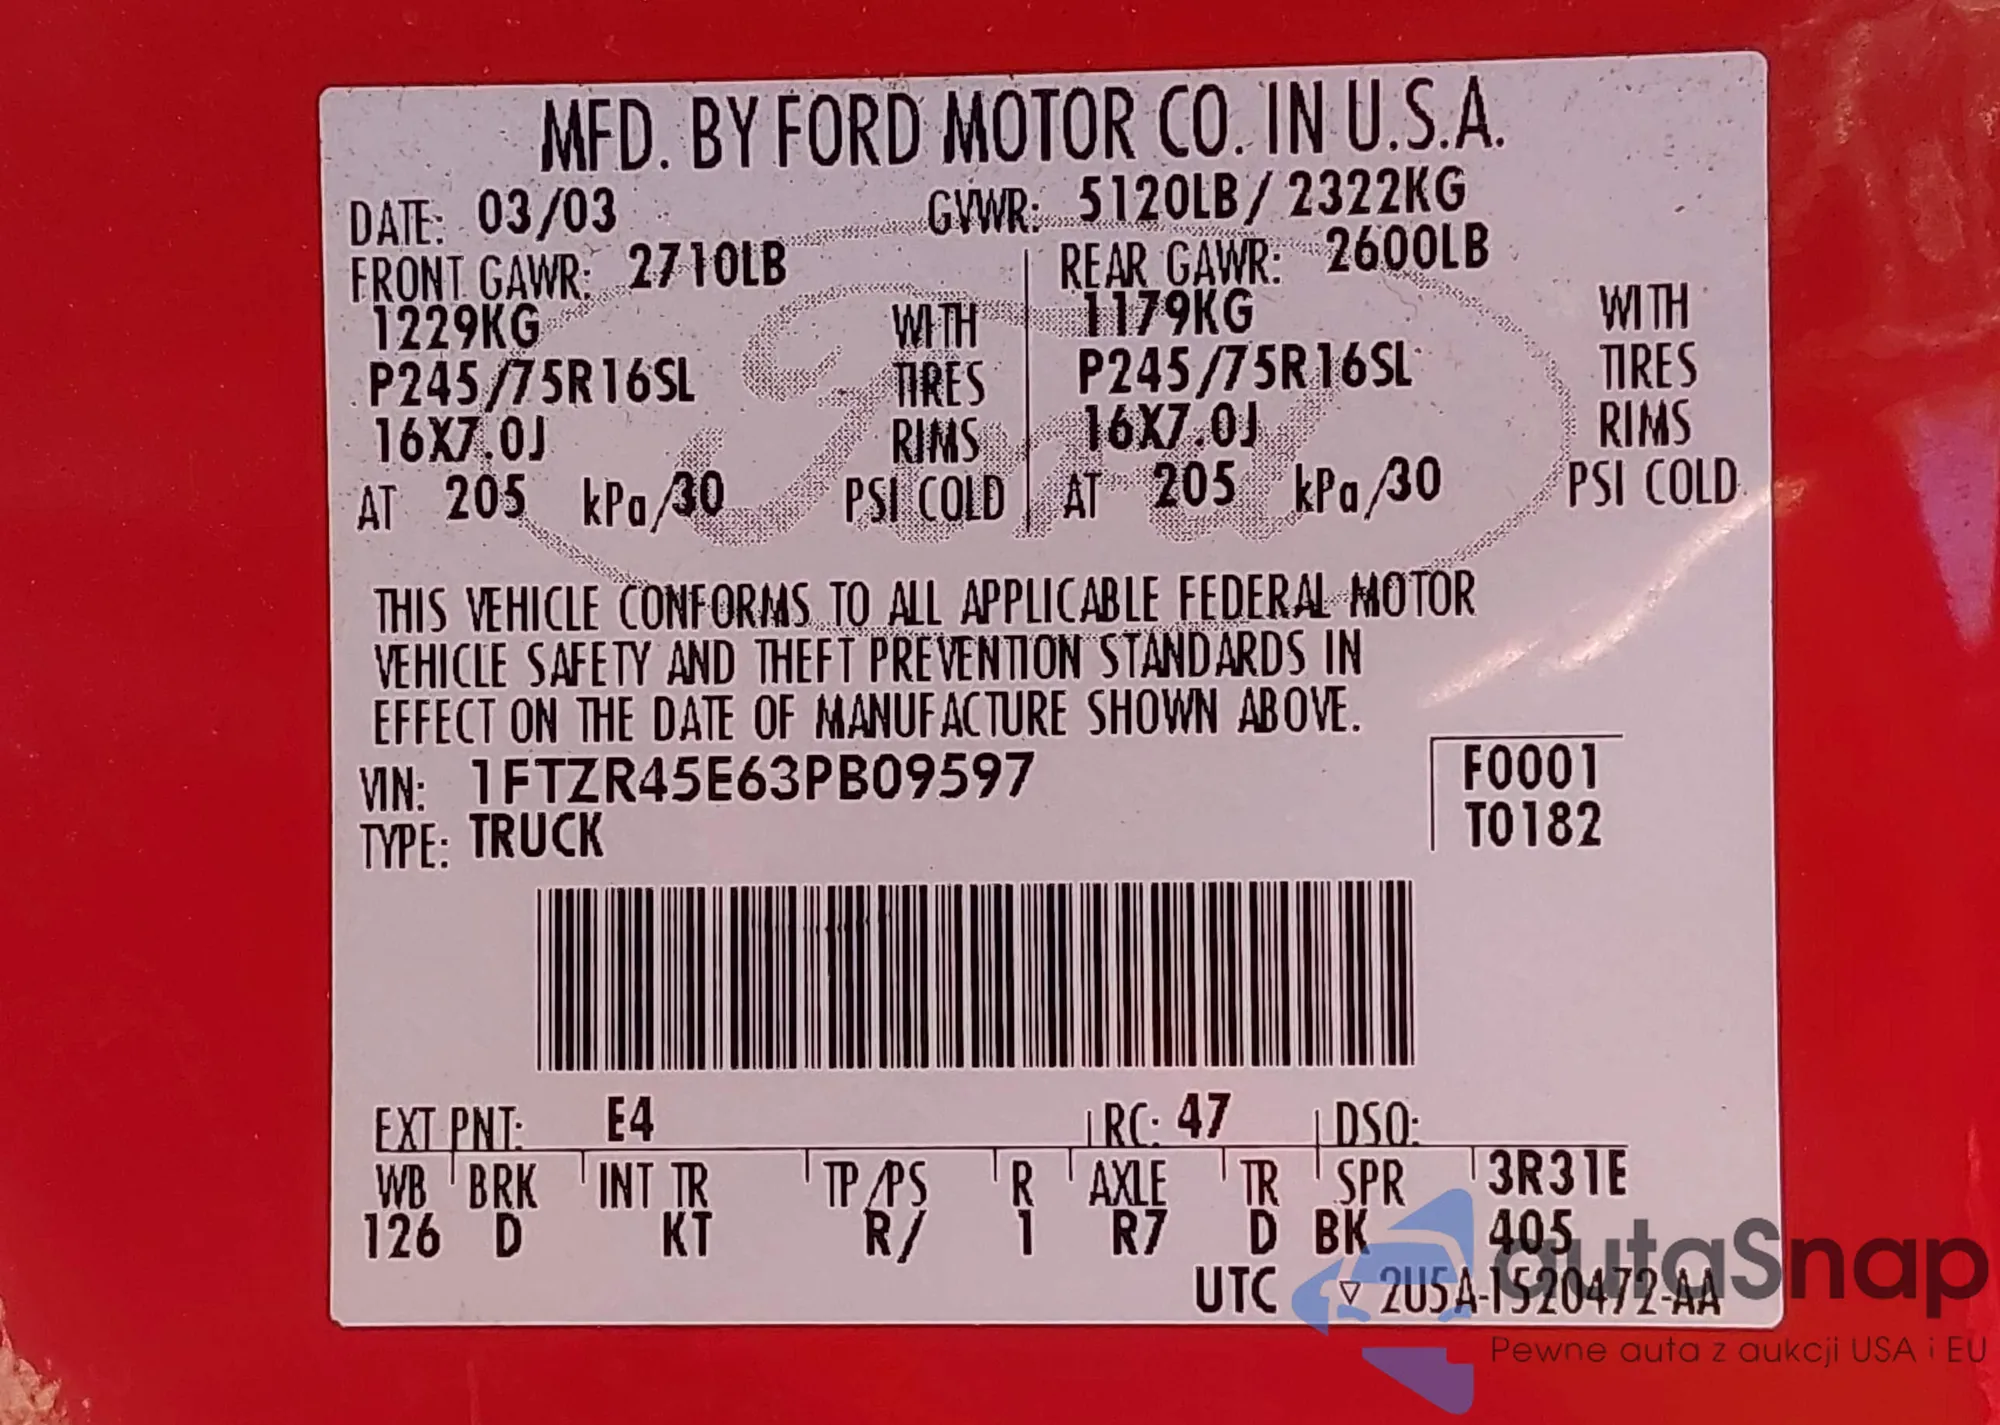 MFD. BY FORD MOTOR CO. IN U.S.A.
DATE: 03/03 GVWR: 5120LB/ 2322KG
FRONT GAWR: 2710LB REAR GAWR: 2600LB
1229KG WITH 1179KG WITH
P245/75R16SL TIRES P245/75R16SL TIRES
16X7.0J RIMS 16X7.0J RIMS
AT 205 kPa/30 PSI COLD AT 205 kPa/30 PSI COLD
Ford
THIS VEHICLE CONFORMS TO ALL APPLICABLE FEDERAL MOTOR
VEHICLE SAFETY AND THEFT PREVENTION STANDARDS IN
EFFECT ON THE DATE OF MANUFACTURE SHOWN ABOVE.
VIN: 1FTZR45E63PB09597 F0001
TYPE: TRUCK T0182
EXT PNT: E4 RC: 47 DSO:
WB BRK INT TR TP/PS R AXLE TR SPR 3R31E
126 D KT R/ 1 R7 D BK 405
UTC ▽ 2U5A-1520472-AA
autaSnap
Pewne auta z aukcji USA i EU